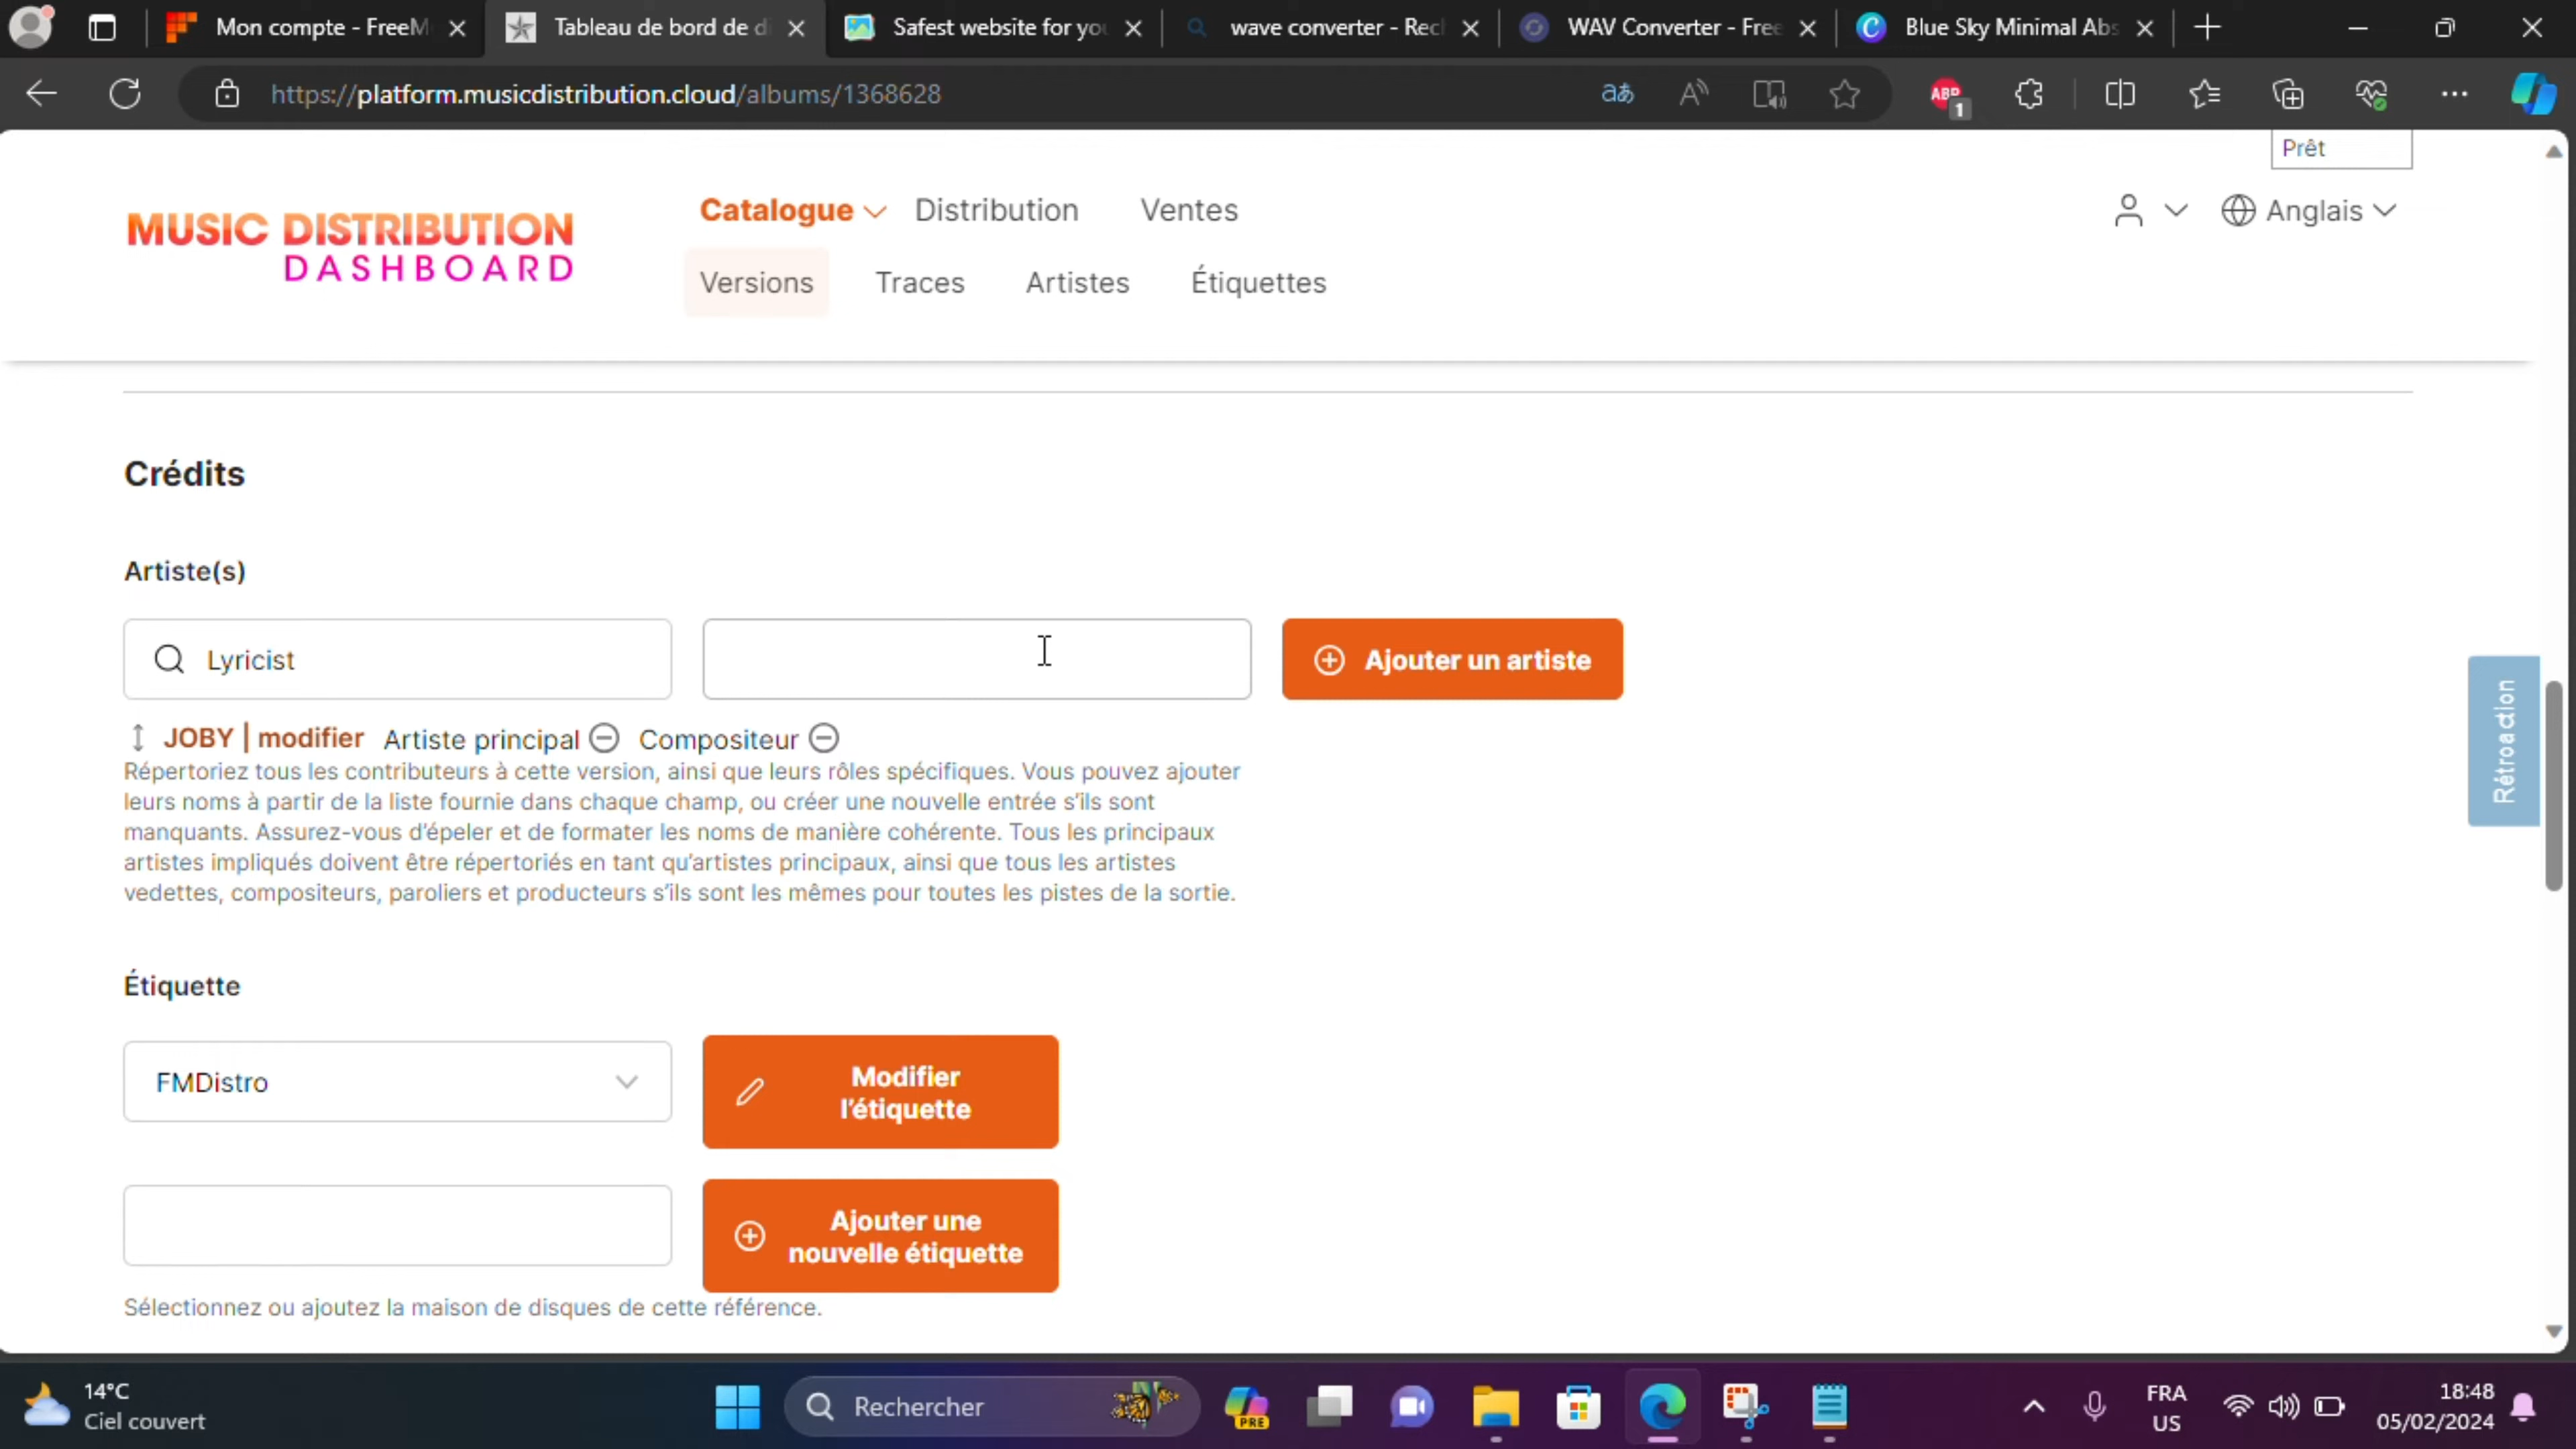 Mon compte - FreeM
Tableau de bord de di
Safest website for you
wave converter - Rech
WAV Converter - Free
Blue Sky Minimal Abs
https://platform.musicdistribution.cloud/albums/1368628
aあ
A
ABP
1
Prêt
MUSIC DISTRIBUTION
DASHBOARD
Catalogue
Distribution
Ventes
Anglais
Versions
Traces
Artistes
Étiquettes
Crédits
Artiste(s)
Lyricist
Ajouter un artiste
JOBY | modifier Artiste principal Compositeur
Répertoriez tous les contributeurs à cette version, ainsi que leurs rôles spécifiques. Vous pouvez ajouter
leurs noms à partir de la liste fournie dans chaque champ, ou créer une nouvelle entrée s’ils sont
manquants. Assurez-vous d’épeler et de formater les noms de manière cohérente. Tous les principaux
artistes impliqués doivent être répertoriés en tant qu’artistes principaux, ainsi que tous les artistes
vedettes, compositeurs, paroliers et producteurs s’ils sont les mêmes pour toutes les pistes de la sortie.
Rétroaction
Étiquette
FMDistro
Modifier
l’étiquette
Ajouter une
nouvelle étiquette
Sélectionnez ou ajoutez la maison de disques de cette référence.
14°C
Ciel couvert
Rechercher
PRE
FRA
US
18:48
05/02/2024